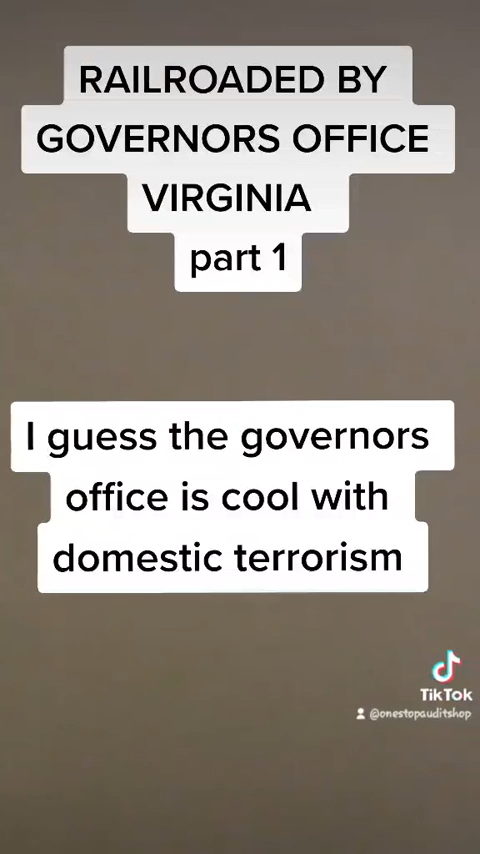 RAILROADED BY
GOVERNORS OFFICE
VIRGINIA
part 1
I guess the governors
office is cool with
domestic terrorism
TikTok
@onestopauditshop